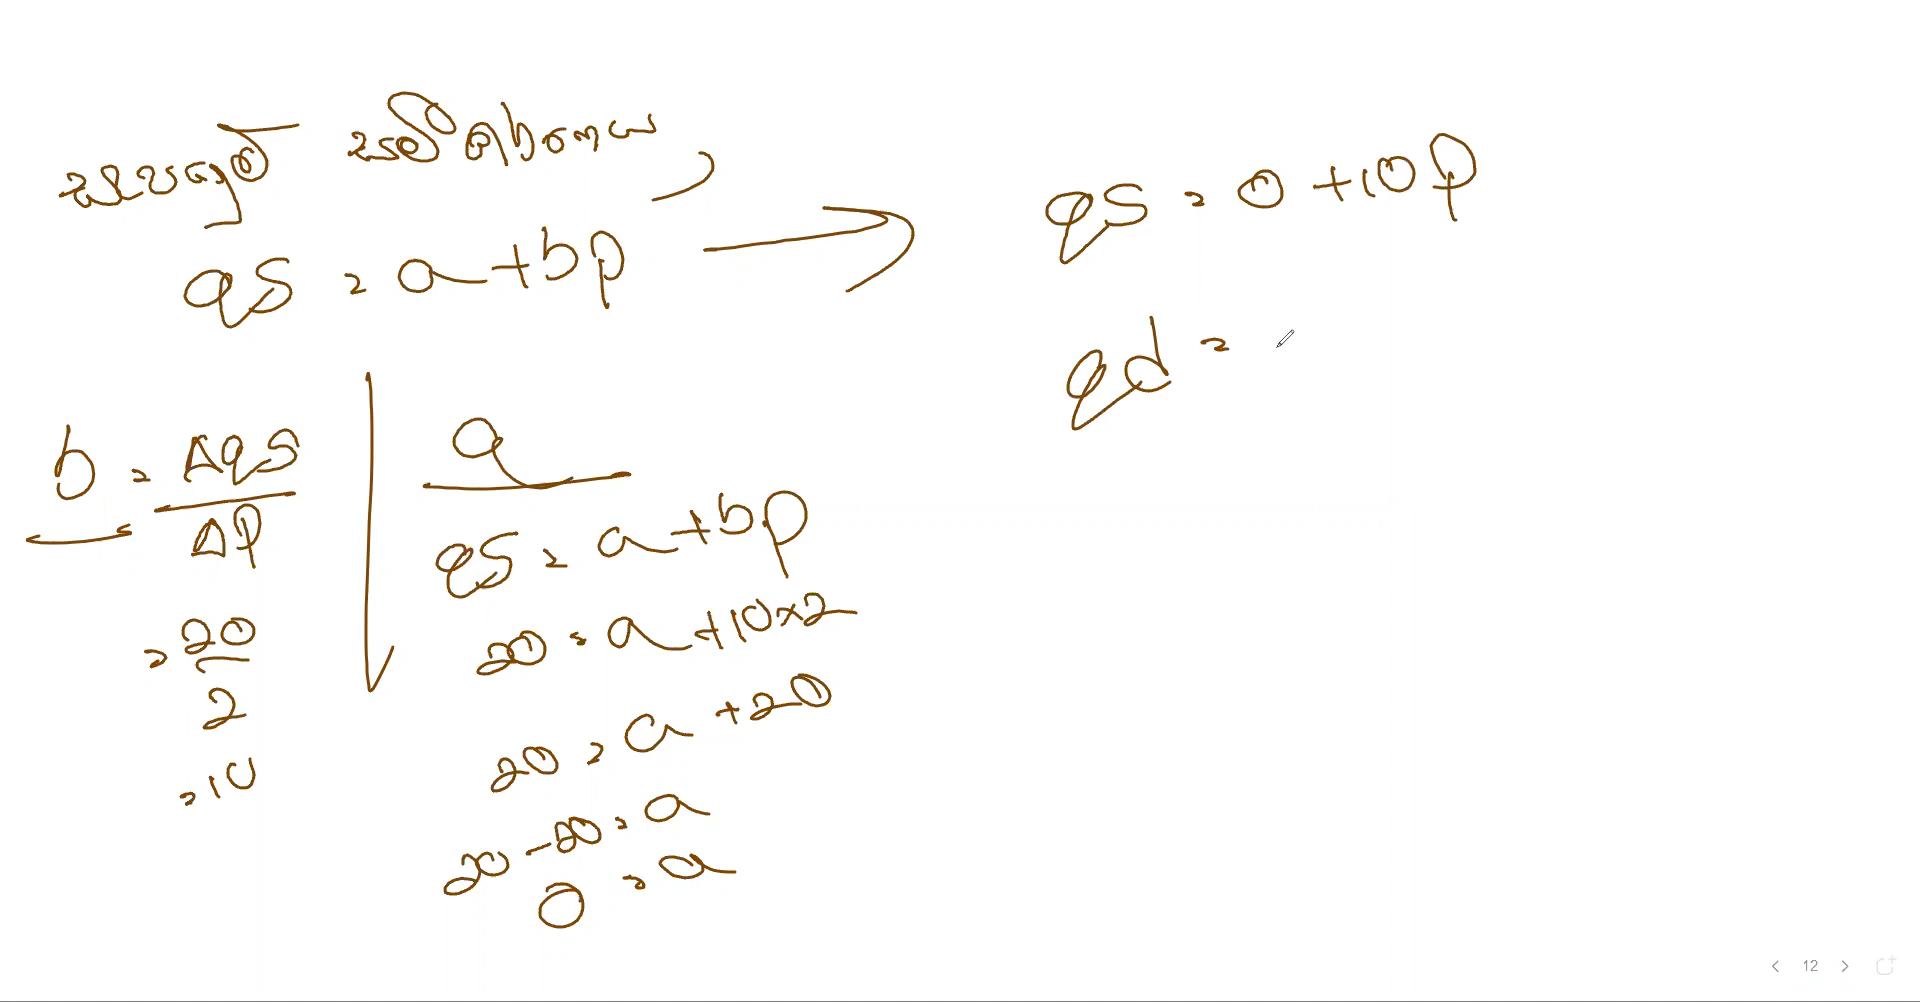 සැපයුම් සමීකරණය,
qs = a+bp
qs = 0 +10p
qd =
b = Δqs
ΔP
= 20
2
= 10
a
qs = a+bp
20 = a+10×2
20 = a +20
20 -20 = a
0 = a
12